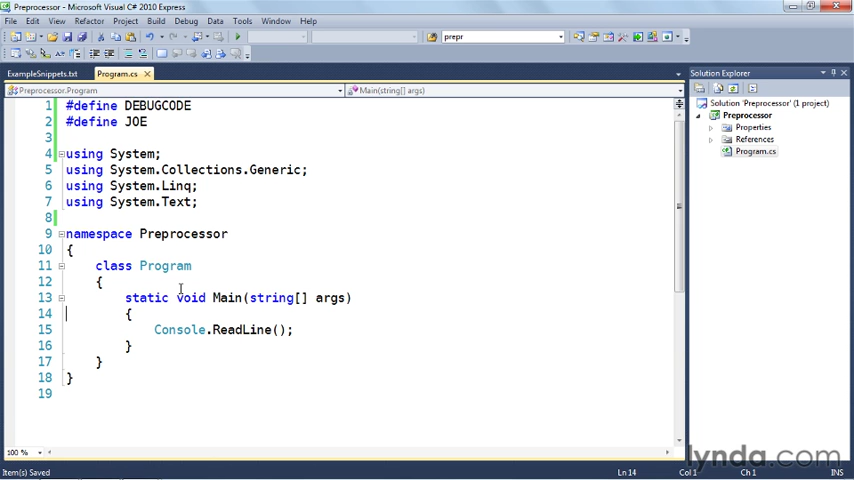 Preprocessor - Microsoft Visual C# 2010 Express
File Edit View Refactor Project Build Debug Data Tools Window Help
prepr
ExampleSnippets.txt Program.cs
Preprocessor.Program Main(string[] args)
1 #define DEBUGCODE
2 #define JOE
3
4 using System;
5 using System.Collections.Generic;
6 using System.Linq;
7 using System.Text;
8
9 namespace Preprocessor
10 {
11 class Program
12 {
13 static void Main(string[] args)
14 {
15 Console.ReadLine();
16 }
17 }
18 }
19
100 %
Solution Explorer
Solution 'Preprocessor' (1 project)
Preprocessor
Properties
References
Program.cs
Item(s) Saved Ln 14 Col 1 Ch 1 INS
lynda.com